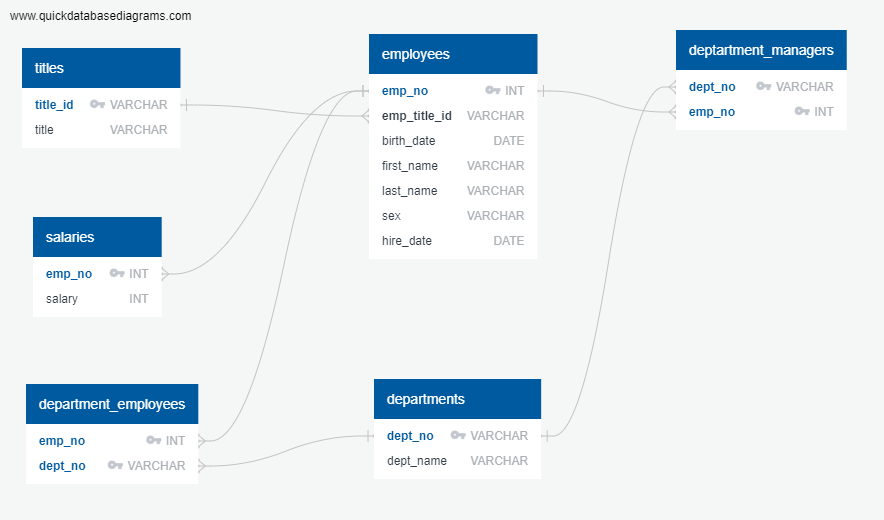 www.quickdatabasediagrams.com
titles
title_id VARCHAR
title VARCHAR
employees
emp_no INT
emp_title_id VARCHAR
birth_date DATE
first_name VARCHAR
last_name VARCHAR
sex VARCHAR
hire_date DATE
deptartment_managers
dept_no VARCHAR
emp_no INT
salaries
emp_no INT
salary INT
department_employees
emp_no INT
dept_no VARCHAR
departments
dept_no VARCHAR
dept_name VARCHAR